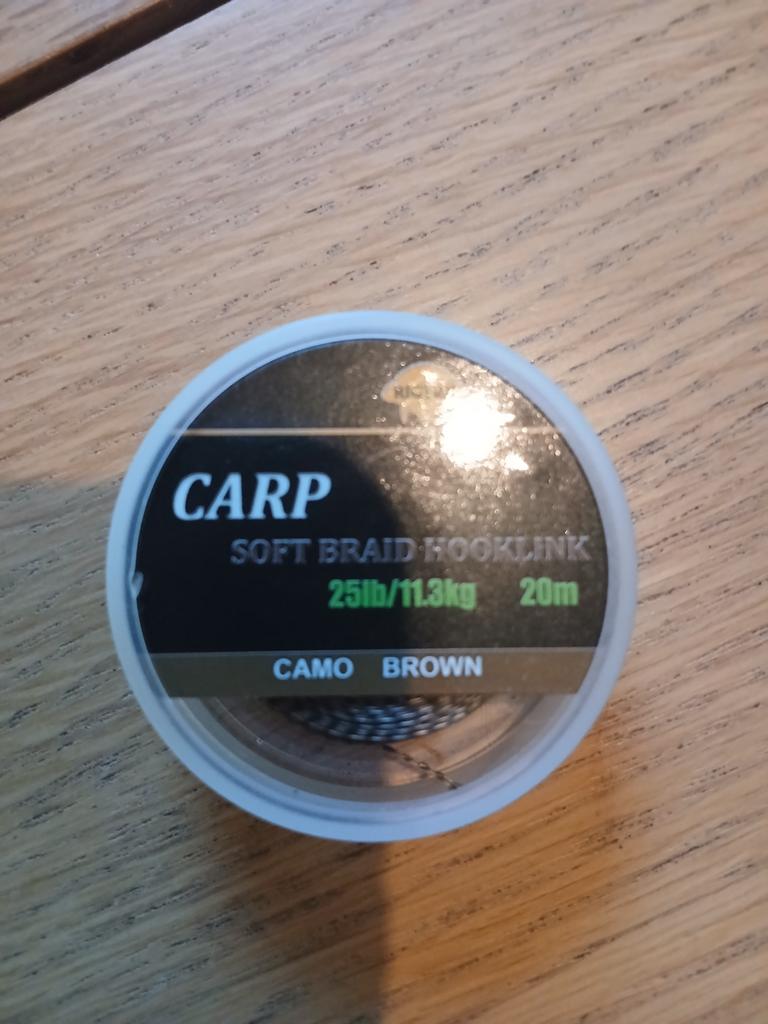 CARP
SOFT BRAID HOOKLINK
25lb/11.3kg 20m
CAMO BROWN